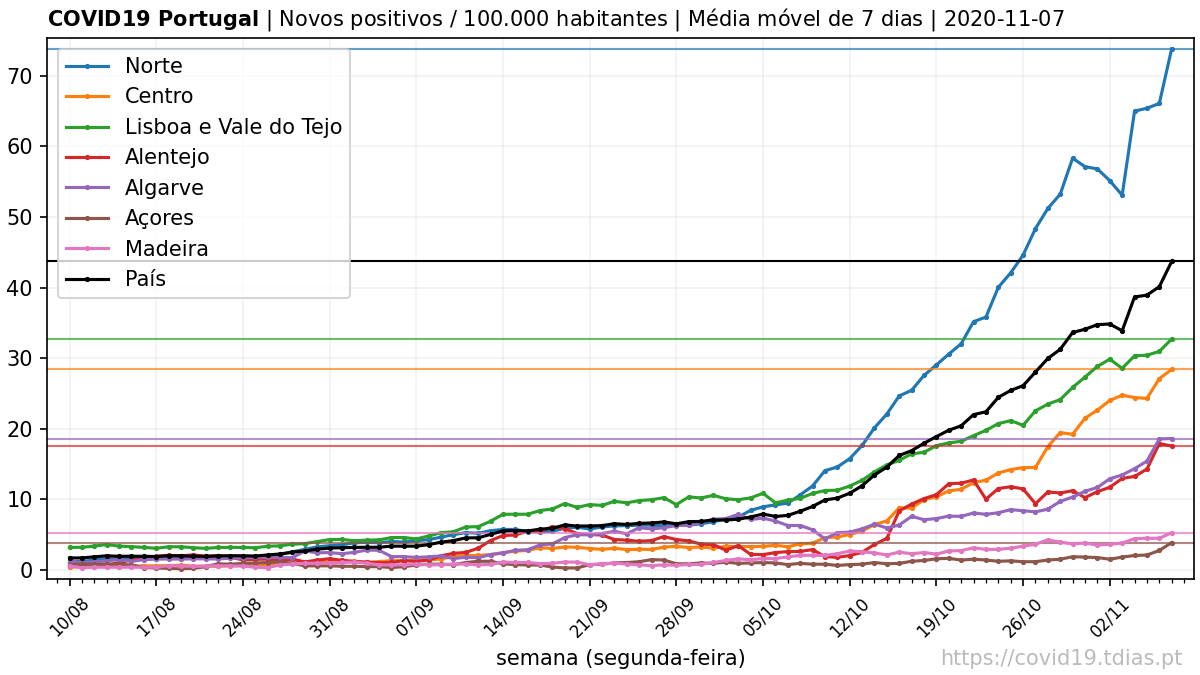 COVID19 Portugal | Novos positivos / 100.000 habitantes | Média móvel de 7 dias | 2020-11-07
Norte
Centro
Lisboa e Vale do Tejo
Alentejo
Algarve
Açores
Madeira
País
70
60
50
40
30
20
10
0
10/08 17/08 24/08 31/08 07/09 14/09 21/09 28/09 05/10 12/10 19/10 26/10 02/11
semana (segunda-feira)
https://covid19.tdias.pt